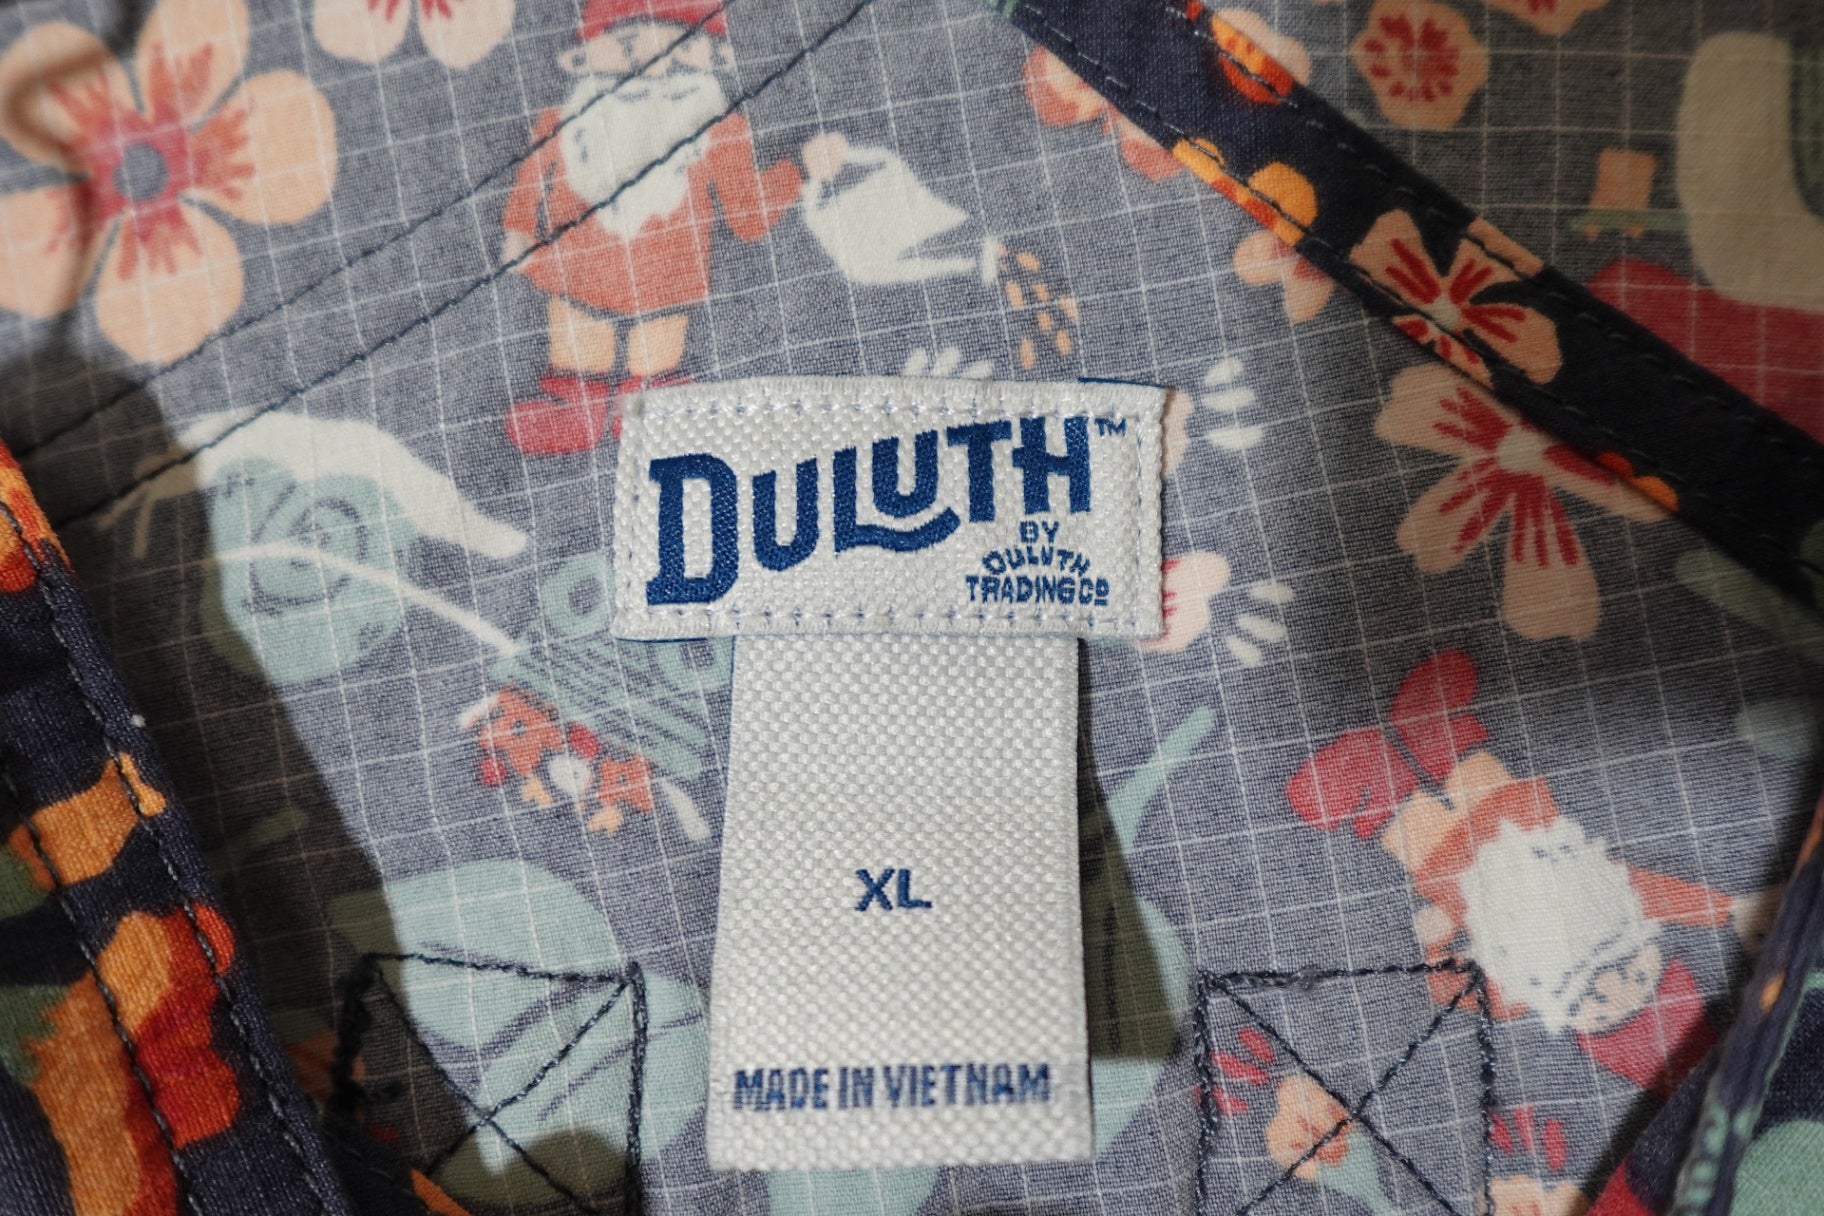 DULUTH™
BY
DULUTH
TRADING Co
XL
MADE IN VIETNAM